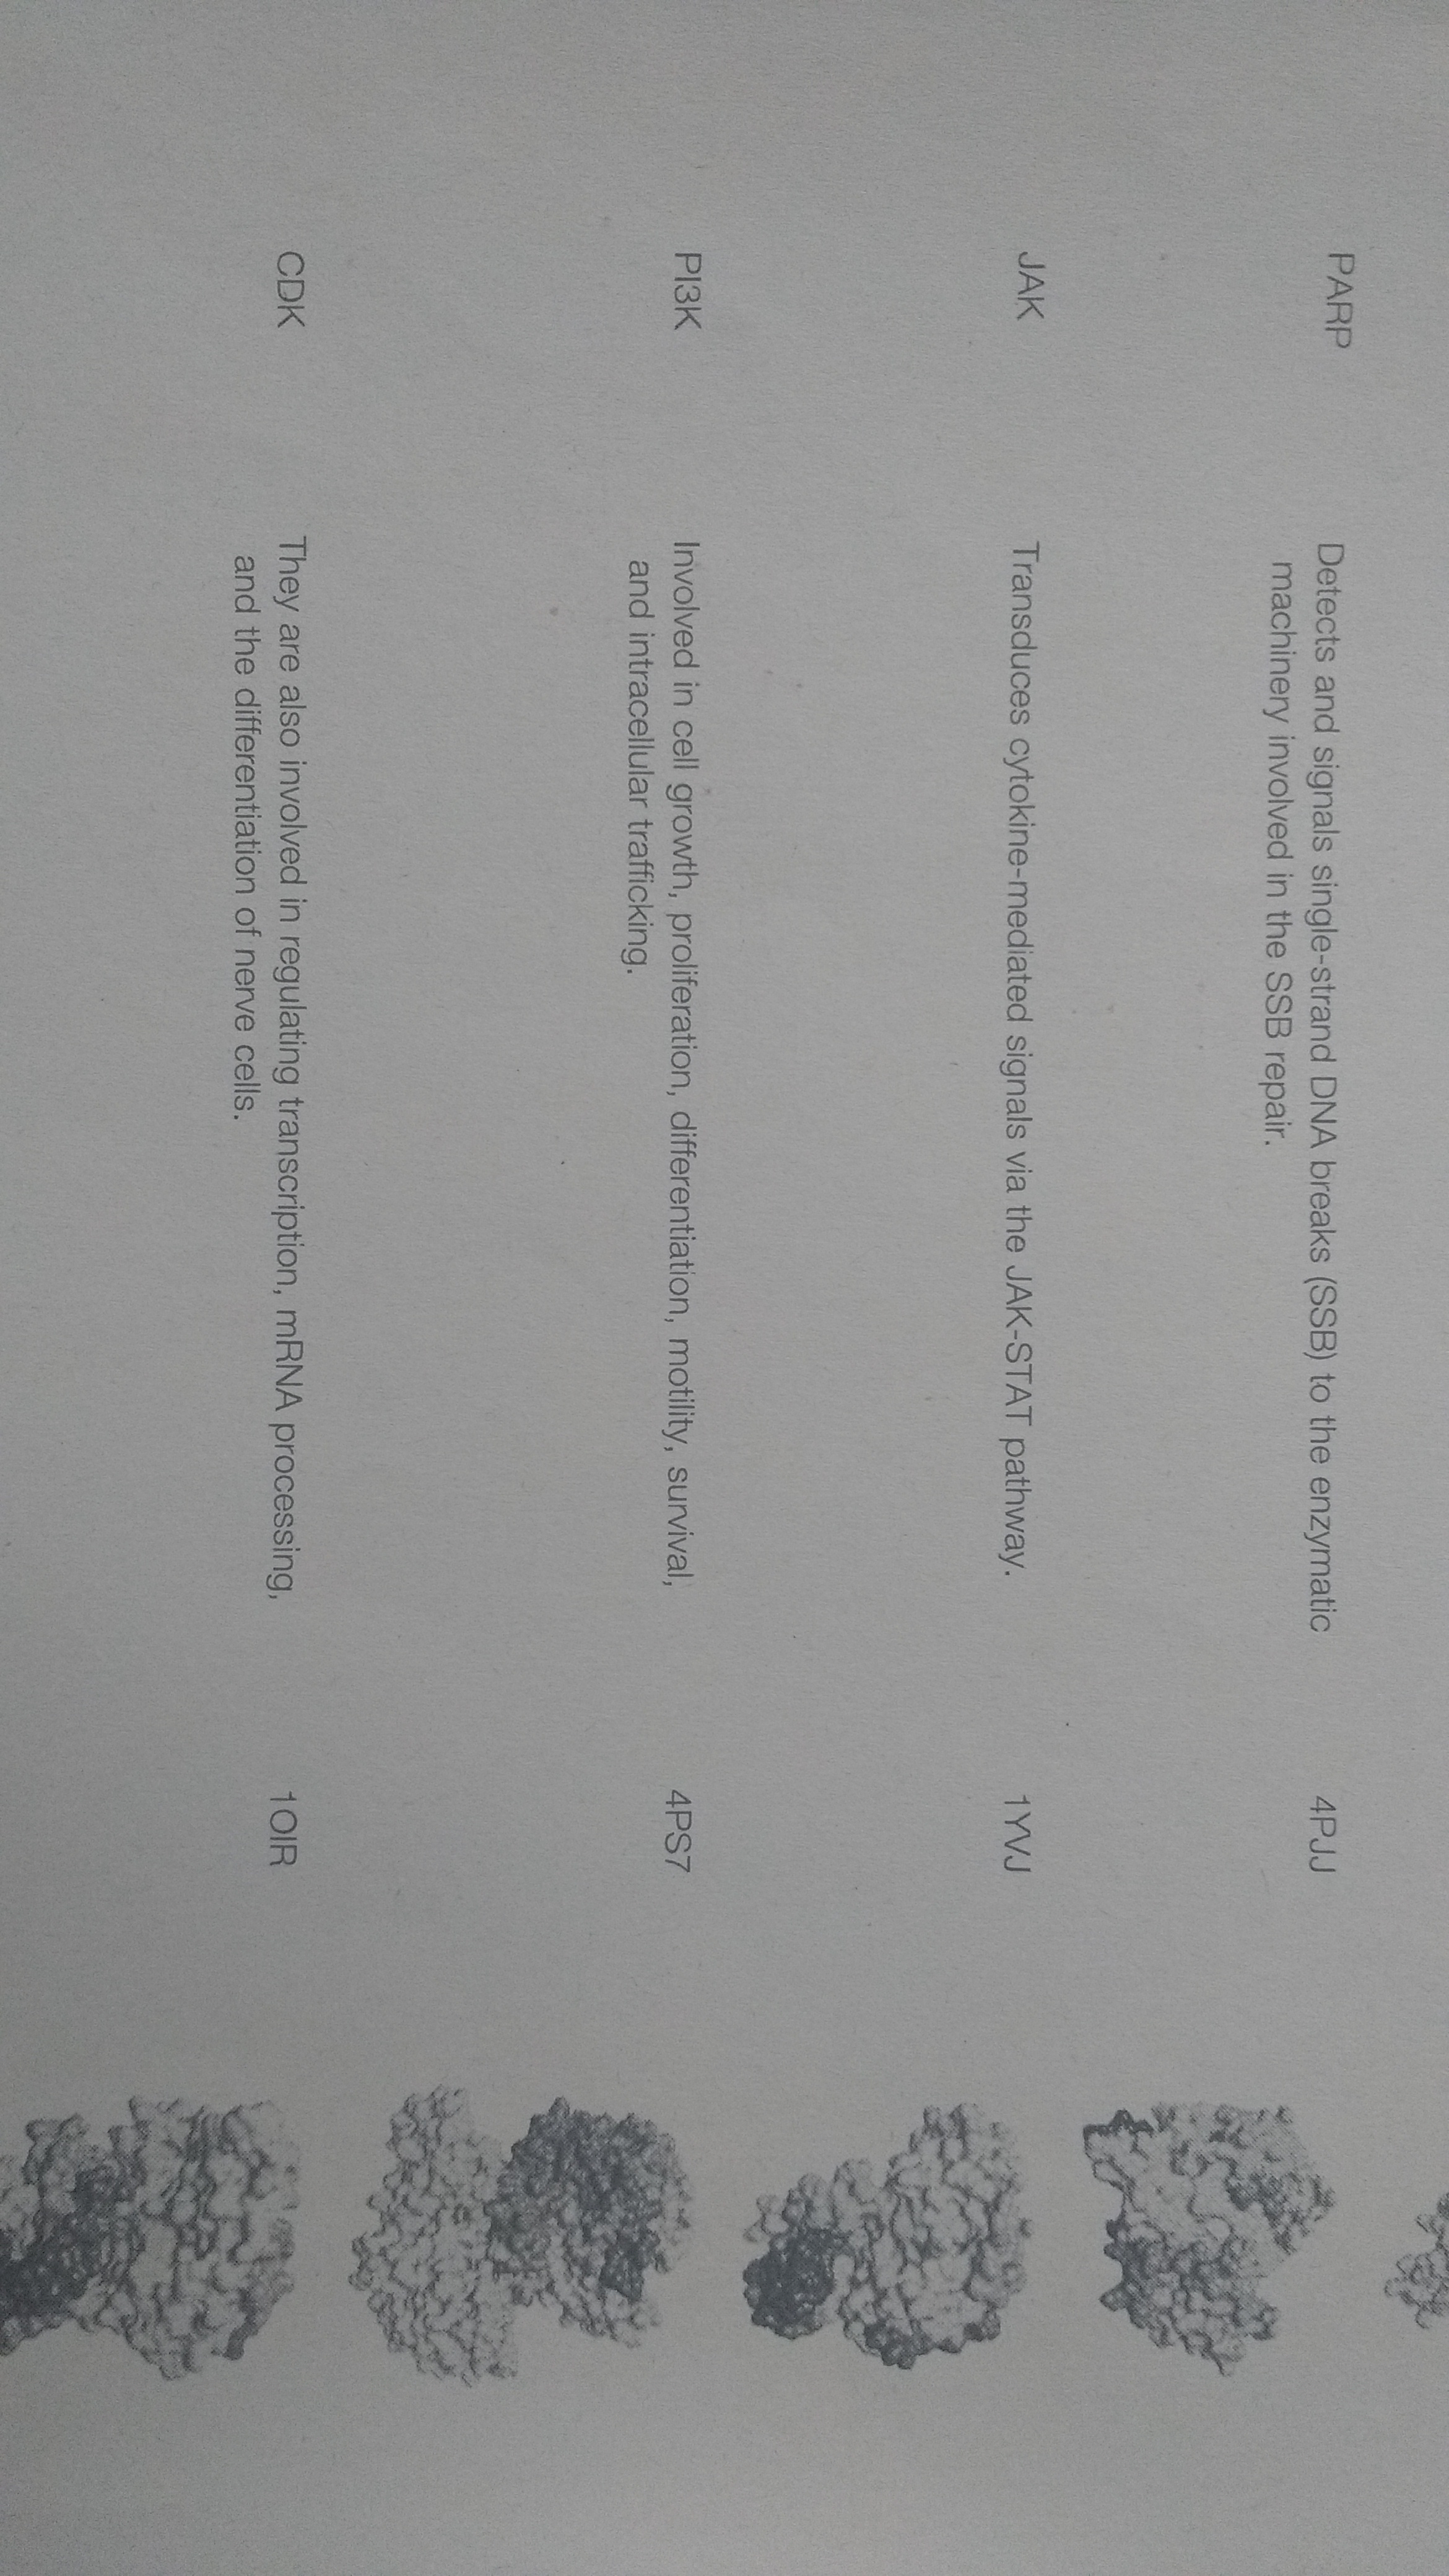 PARP
Detects and signals single-strand DNA breaks (SSB) to the enzymatic
machinery involved in the SSB repair.
4PJJ
JAK
Transduces cytokine-mediated signals via the JAK-STAT pathway.
1YVJ
PI3K
Involved in cell growth, proliferation, differentiation, motility, survival,
and intracellular trafficking.
4PS7
CDK
They are also involved in regulating transcription, mRNA processing,
and the differentiation of nerve cells.
1OIR